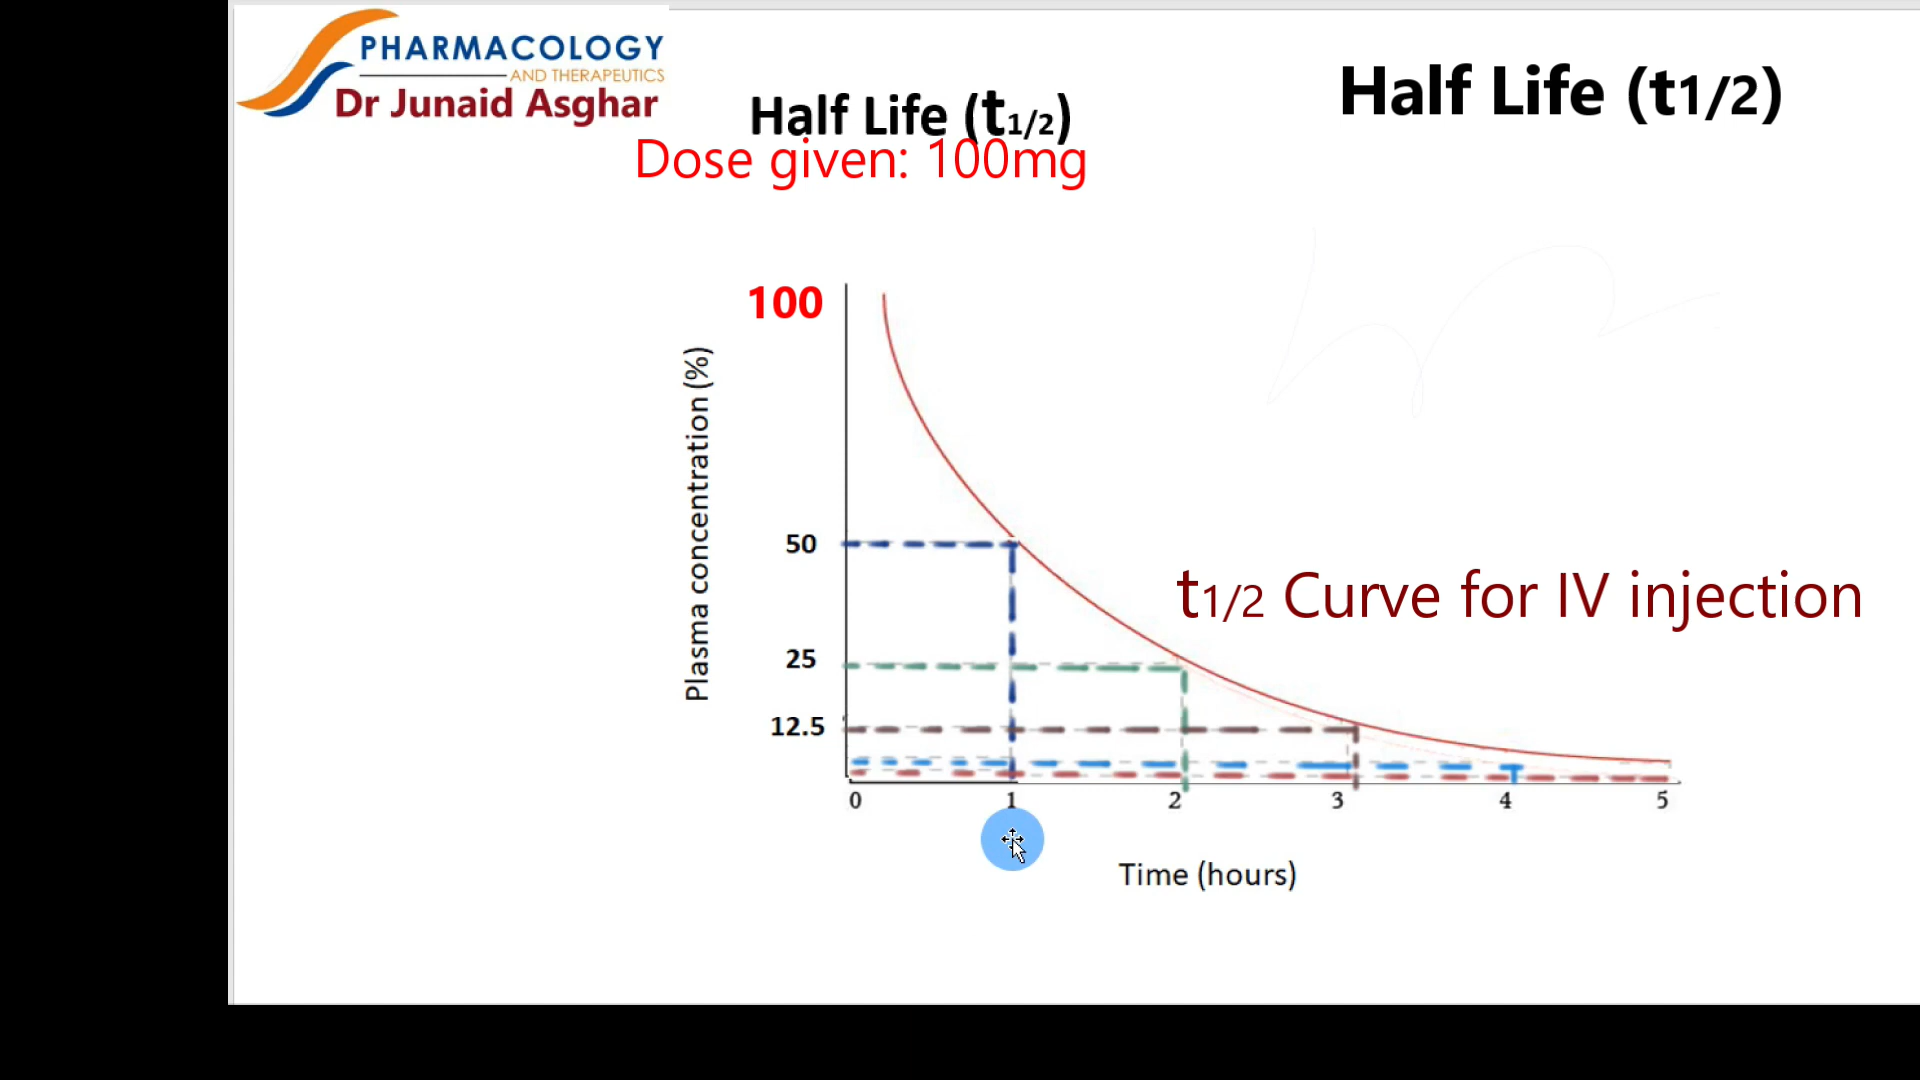 PHARMACOLOGY
AND THERAPEUTICS
Dr Junaid Asghar
Half Life (t1/2)
Half Life (t1/2)
Dose given: 100mg
100
Plasma concentration (%)
50
t1/2 Curve for IV injection
25
12.5
0 1 2 3 4 5
Time (hours)